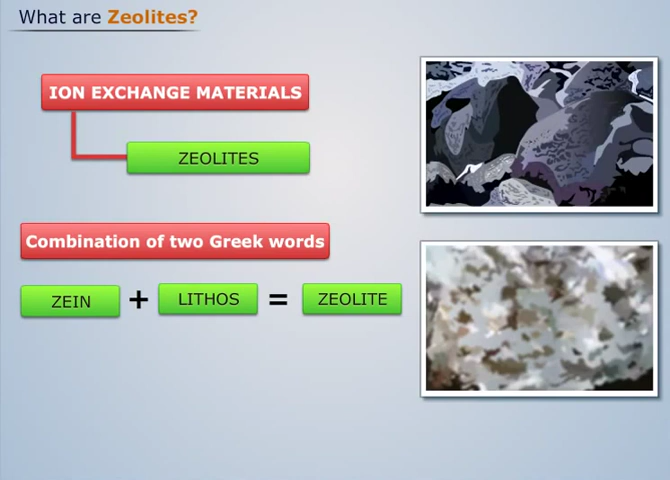 What are Zeolites?
ION EXCHANGE MATERIALS
ZEOLITES
Combination of two Greek words
ZEIN + LITHOS = ZEOLITE